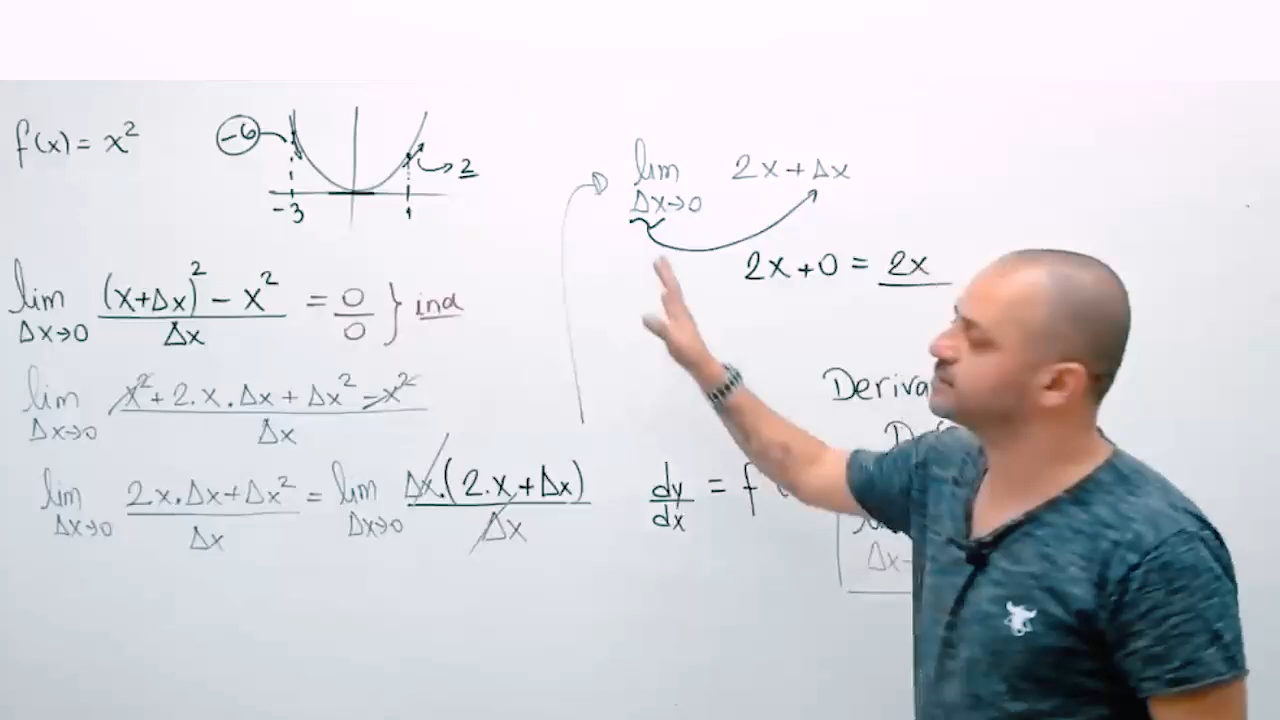 f(x) = x²
-6
2
-3 1
lim Δx→0 (x+Δx)² - x² / Δx = 0/0 } ind
lim Δx→0 x² + 2.x.Δx + Δx² - x² / Δx
lim Δx→0 2x.Δx + Δx² / Δx = lim Δx→0 Δx.(2.x + Δx) / Δx
lim Δx→0 2x + Δx
2x + 0 = 2x
dy/dx = f